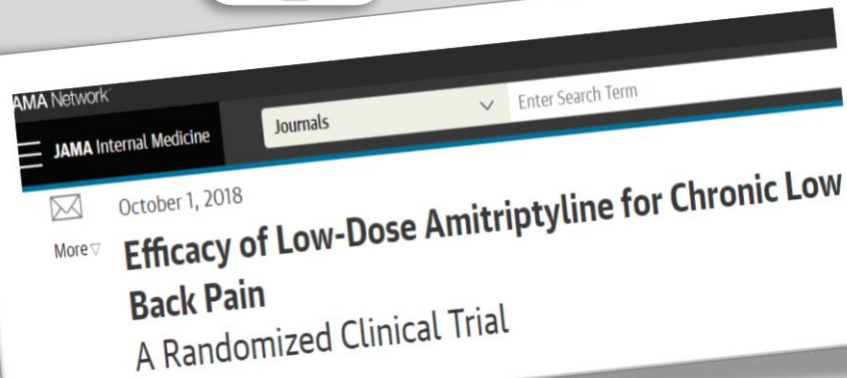 AMA Network
JAMA Internal Medicine
Journals
Enter Search Term
October 1, 2018
More
Efficacy of Low-Dose Amitriptyline for Chronic Low
Back Pain
A Randomized Clinical Trial